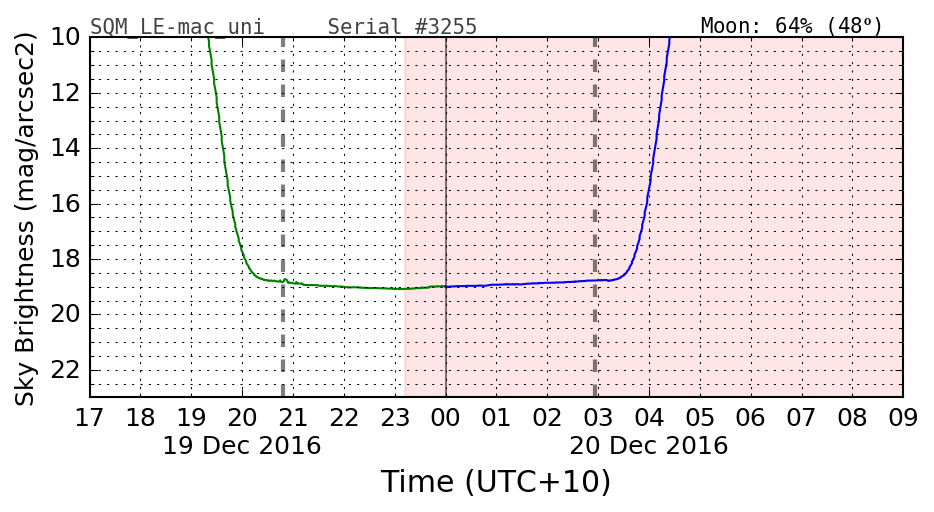 SQM_LE-mac_uni Serial #3255 Moon: 64% (48°)
Sky Brightness (mag/arcsec2)
10
12
14
16
18
20
22
17 18 19 20 21 22 23 00 01 02 03 04 05 06 07 08 09
19 Dec 2016 20 Dec 2016
Time (UTC+10)